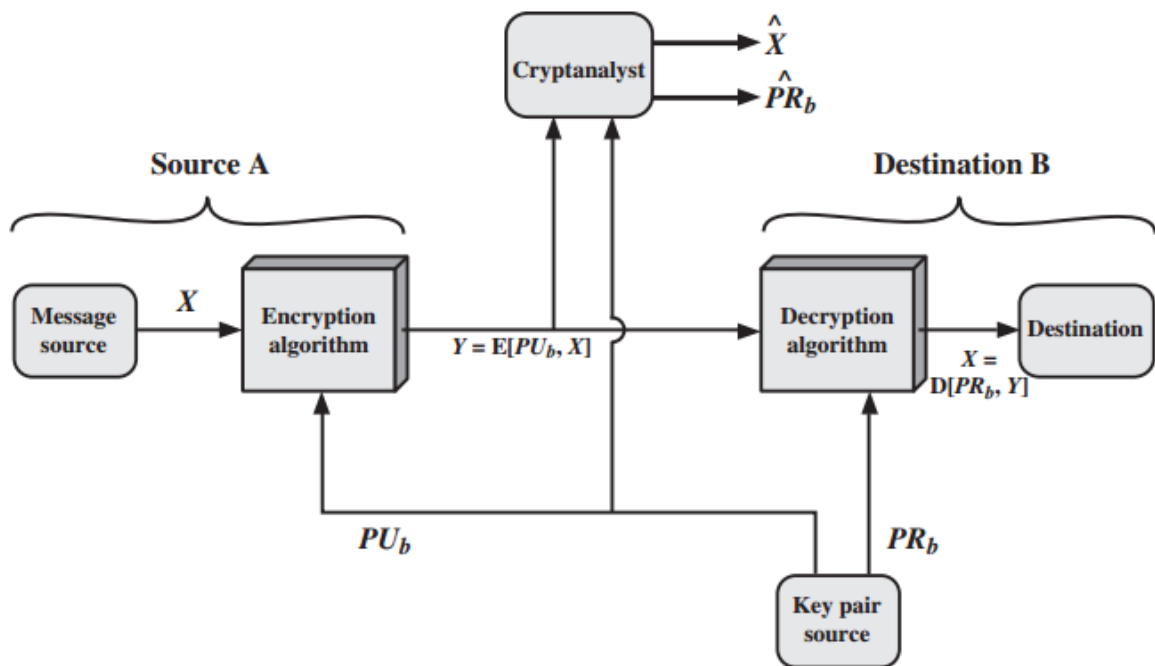 Cryptanalyst
X̂
P̂R_b
Source A
Destination B
Message
source
X
Encryption
algorithm
Y = E[PU_b, X]
Decryption
algorithm
X =
D[PR_b, Y]
Destination
PU_b
PR_b
Key pair
source